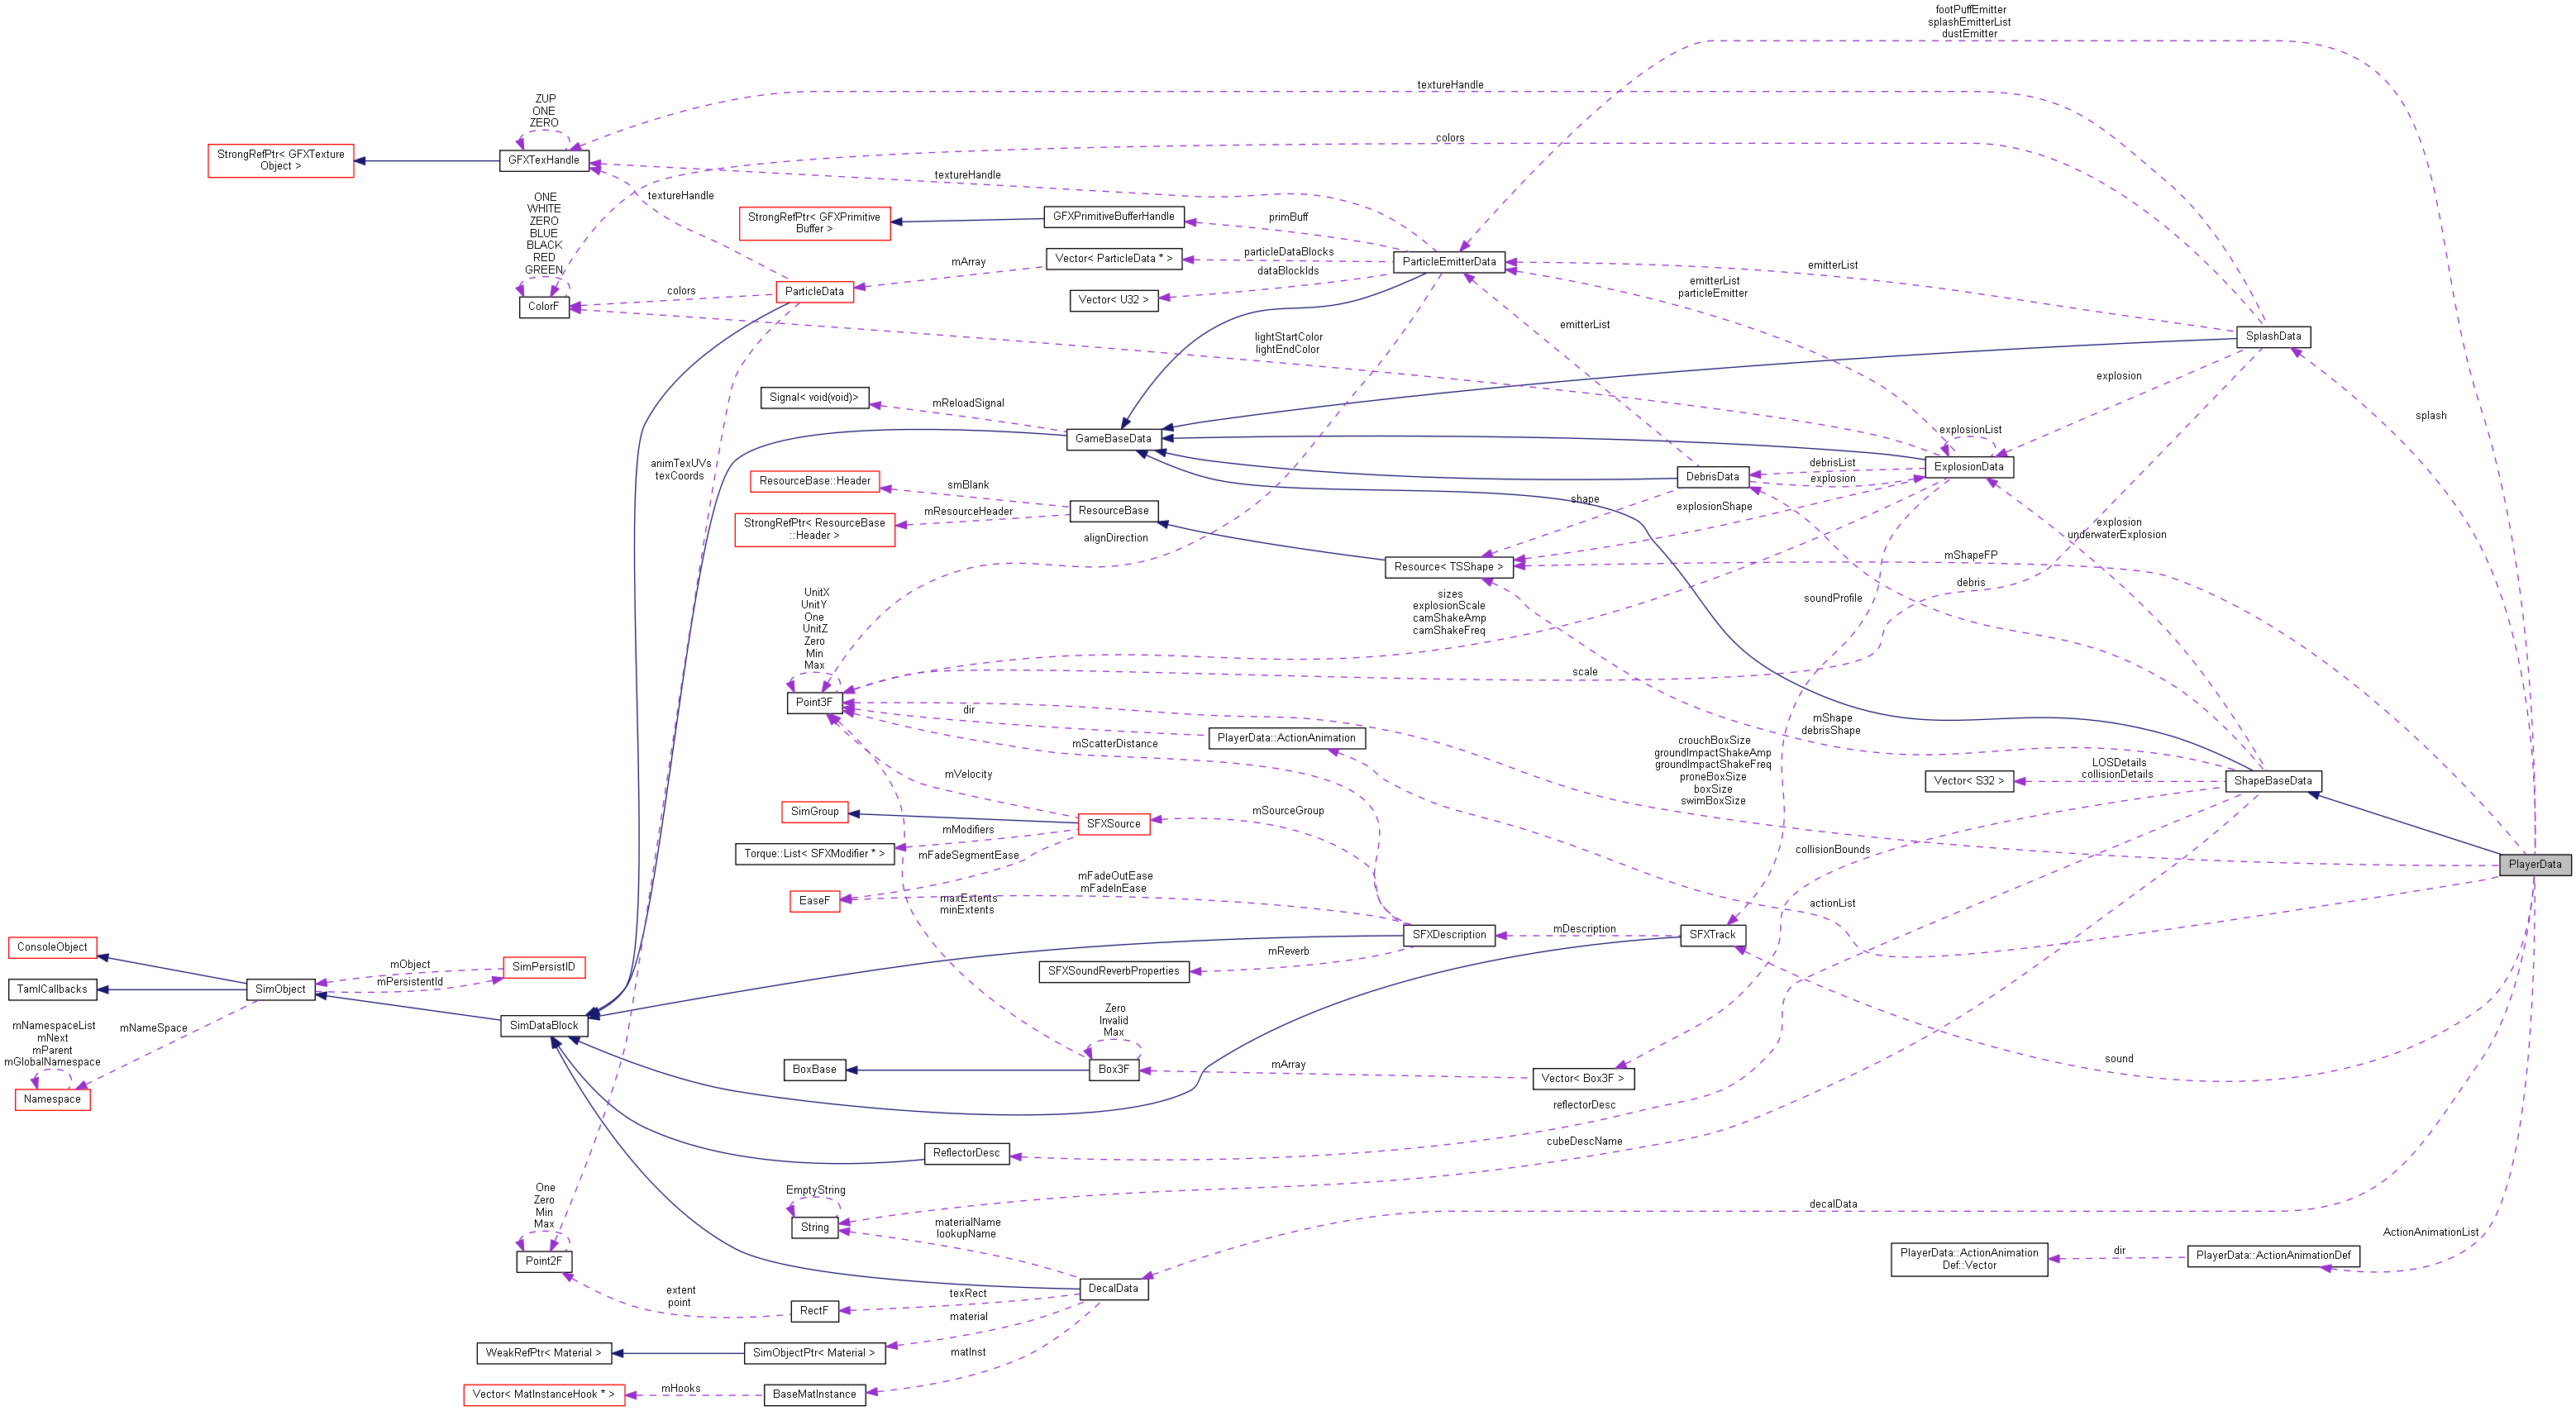 footPuffEmitter
splashEmitterList
dustEmitter
textureHandle
ZUP
ONE
ZERO
colors
StrongRefPtr< GFXTexture
Object >
GFXTexHandle
textureHandle
textureHandle
ONE
WHITE
ZERO
BLUE
BLACK
RED
GREEN
StrongRefPtr< GFXPrimitive
Buffer >
GFXPrimitiveBufferHandle
primBuff
particleDataBlocks
Vector< ParticleData * >
mArray
ParticleEmitterData
emitterList
dataBlockIds
emitterList
particleEmitter
colors
ParticleData
Vector< U32 >
ColorF
emitterList
lightStartColor
lightEndColor
SplashData
explosion
Signal< void(void)>
mReloadSignal
splash
GameBaseData
explosionList
animTexUVs
texCoords
debrisList
ExplosionData
explosion
DebrisData
ResourceBase::Header
smBlank
shape
explosionShape
mResourceHeader
ResourceBase
StrongRefPtr< ResourceBase
::Header >
explosion
underwaterExplosion
alignDirection
mShapeFP
Resource< TSShape >
debris
UnitX
UnitY
One
UnitZ
Zero
Min
Max
sizes
explosionScale
camShakeAmp
camShakeFreq
soundProfile
scale
Point3F
dir
mShape
debrisShape
mScatterDistance
PlayerData::ActionAnimation
crouchBoxSize
groundImpactShakeAmp
groundImpactShakeFreq
proneBoxSize
boxSize
swimBoxSize
mVelocity
LOSDetails
collisionDetails
Vector< S32 >
ShapeBaseData
SimGroup
SFXSource
mSourceGroup
mModifiers
Torque::List< SFXModifier * >
mFadeSegmentEase
collisionBounds
PlayerData
mFadeOutEase
mFadeInEase
EaseF
maxExtents
minExtents
actionList
mDescription
SFXDescription
SFXTrack
ConsoleObject
mObject
SimPersistID
mReverb
SFXSoundReverbProperties
mPersistentId
TamlCallbacks
SimObject
Zero
Invalid
Max
mNamespaceList
mNext
mParent
mGlobalNamespace
mNameSpace
SimDataBlock
sound
BoxBase
Box3F
mArray
Vector< Box3F >
Namespace
reflectorDesc
cubeDescName
ReflectorDesc
EmptyString
One
Zero
Min
Max
decalData
String
materialName
lookupName
ActionAnimationList
Point2F
PlayerData::ActionAnimation
Def::Vector
dir
PlayerData::ActionAnimationDef
DecalData
extent
point
texRect
RectF
material
WeakRefPtr< Material >
SimObjectPtr< Material >
matInst
Vector< MatInstanceHook * >
mHooks
BaseMatInstance